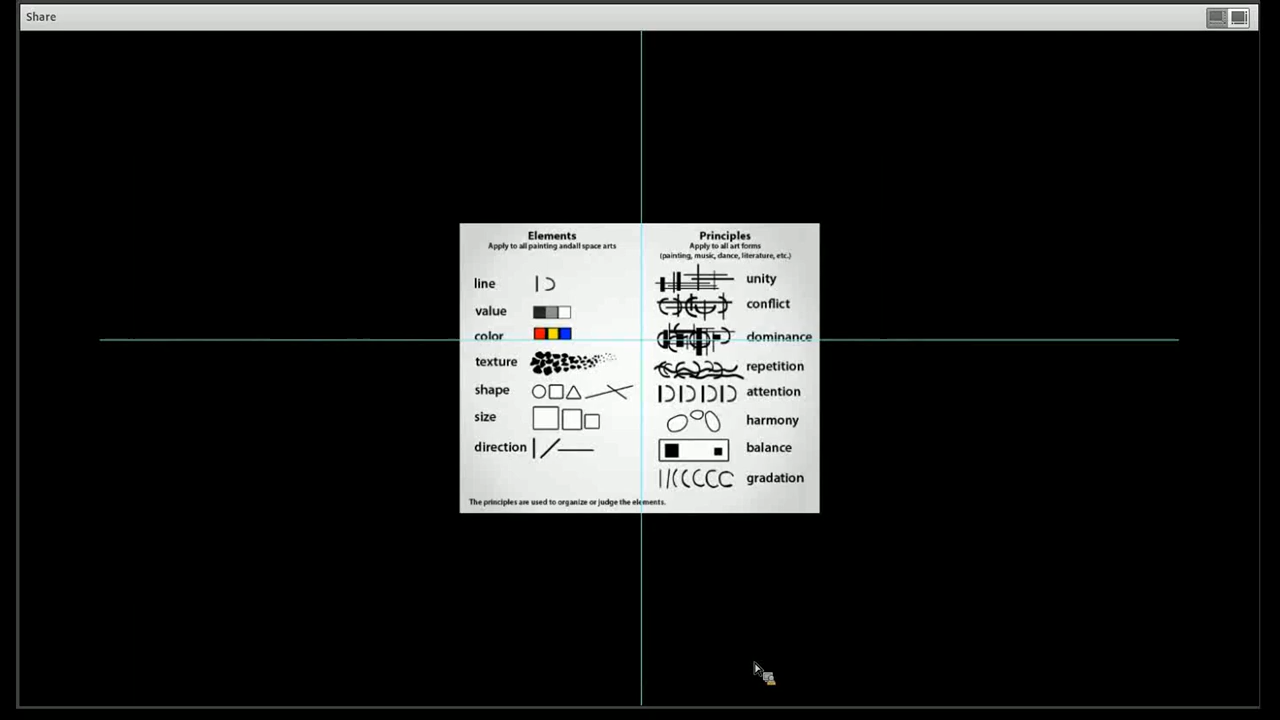 Share
Elements
Apply to all painting andall space arts
line
value
color
texture
shape
size
direction
Principles
Apply to all art forms
(painting, music, dance, literature, etc.)
unity
conflict
dominance
repetition
attention
harmony
balance
gradation
The principles are used to organize or judge the elements.